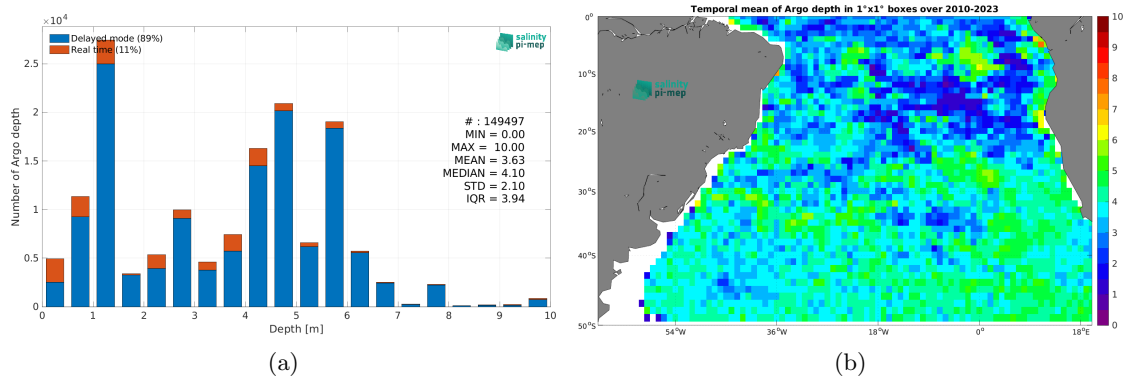 ×10⁴
Delayed mode (89%)
Real time (11%)
salinity
pi-mep
2.5
2
1.5
1
0.5
0
Number of Argo depth
# : 149497
MIN = 0.00
MAX = 10.00
MEAN = 3.63
MEDIAN = 4.10
STD = 2.10
IQR = 3.94
0 1 2 3 4 5 6 7 8 9 10
Depth [m]
(a)
Temporal mean of Argo depth in 1°x1° boxes over 2010-2023
salinity
pi-mep
0°
10°S
20°S
30°S
40°S
50°S
54°W 36°W 18°W 0° 18°E
10
9
8
7
6
5
4
3
2
1
0
(b)